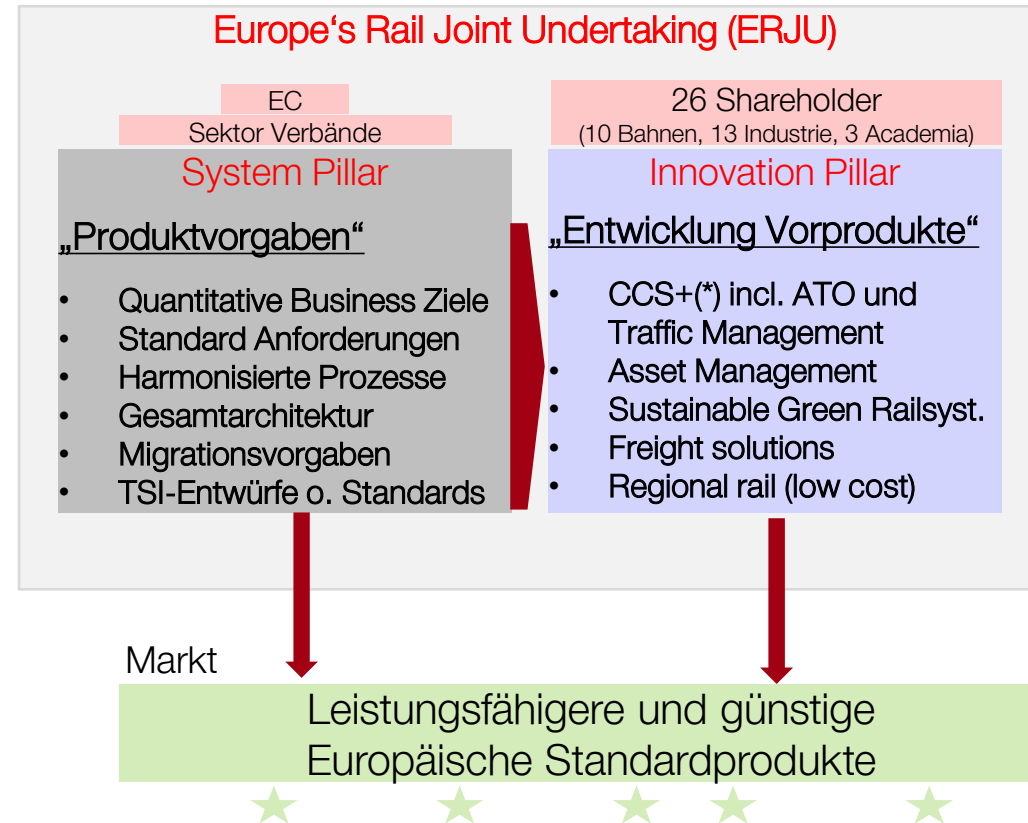 Europe‘s Rail Joint Undertaking (ERJU)
EC
Sektor Verbände
System Pillar
„Produktvorgaben“
• Quantitative Business Ziele
• Standard Anforderungen
• Harmonisierte Prozesse
• Gesamtarchitektur
• Migrationsvorgaben
• TSI-Entwürfe o. Standards
26 Shareholder
(10 Bahnen, 13 Industrie, 3 Academia)
Innovation Pillar
„Entwicklung Vorprodukte“
• CCS+(*) incl. ATO und
Traffic Management
• Asset Management
• Sustainable Green Railsyst.
• Freight solutions
• Regional rail (low cost)
Markt
Leistungsfähigere und günstige
Europäische Standardprodukte